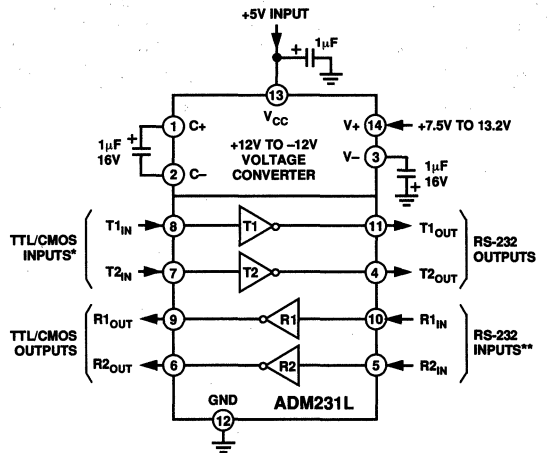 +5V INPUT
+ 1µF
13
VCC
1 C+
V+ 14 +7.5V TO 13.2V
+
1µF
16V
+12V TO –12V
VOLTAGE
CONVERTER
2 C–
V– 3
1µF
16V
+
TTL/CMOS
INPUTS*
T1IN 8 T1 11 T1OUT
T2IN 7 T2 4 T2OUT
RS-232
OUTPUTS
TTL/CMOS
OUTPUTS
R1OUT 9 R1 10 R1IN
R2OUT 6 R2 5 R2IN
RS-232
INPUTS**
GND
12
ADM231L